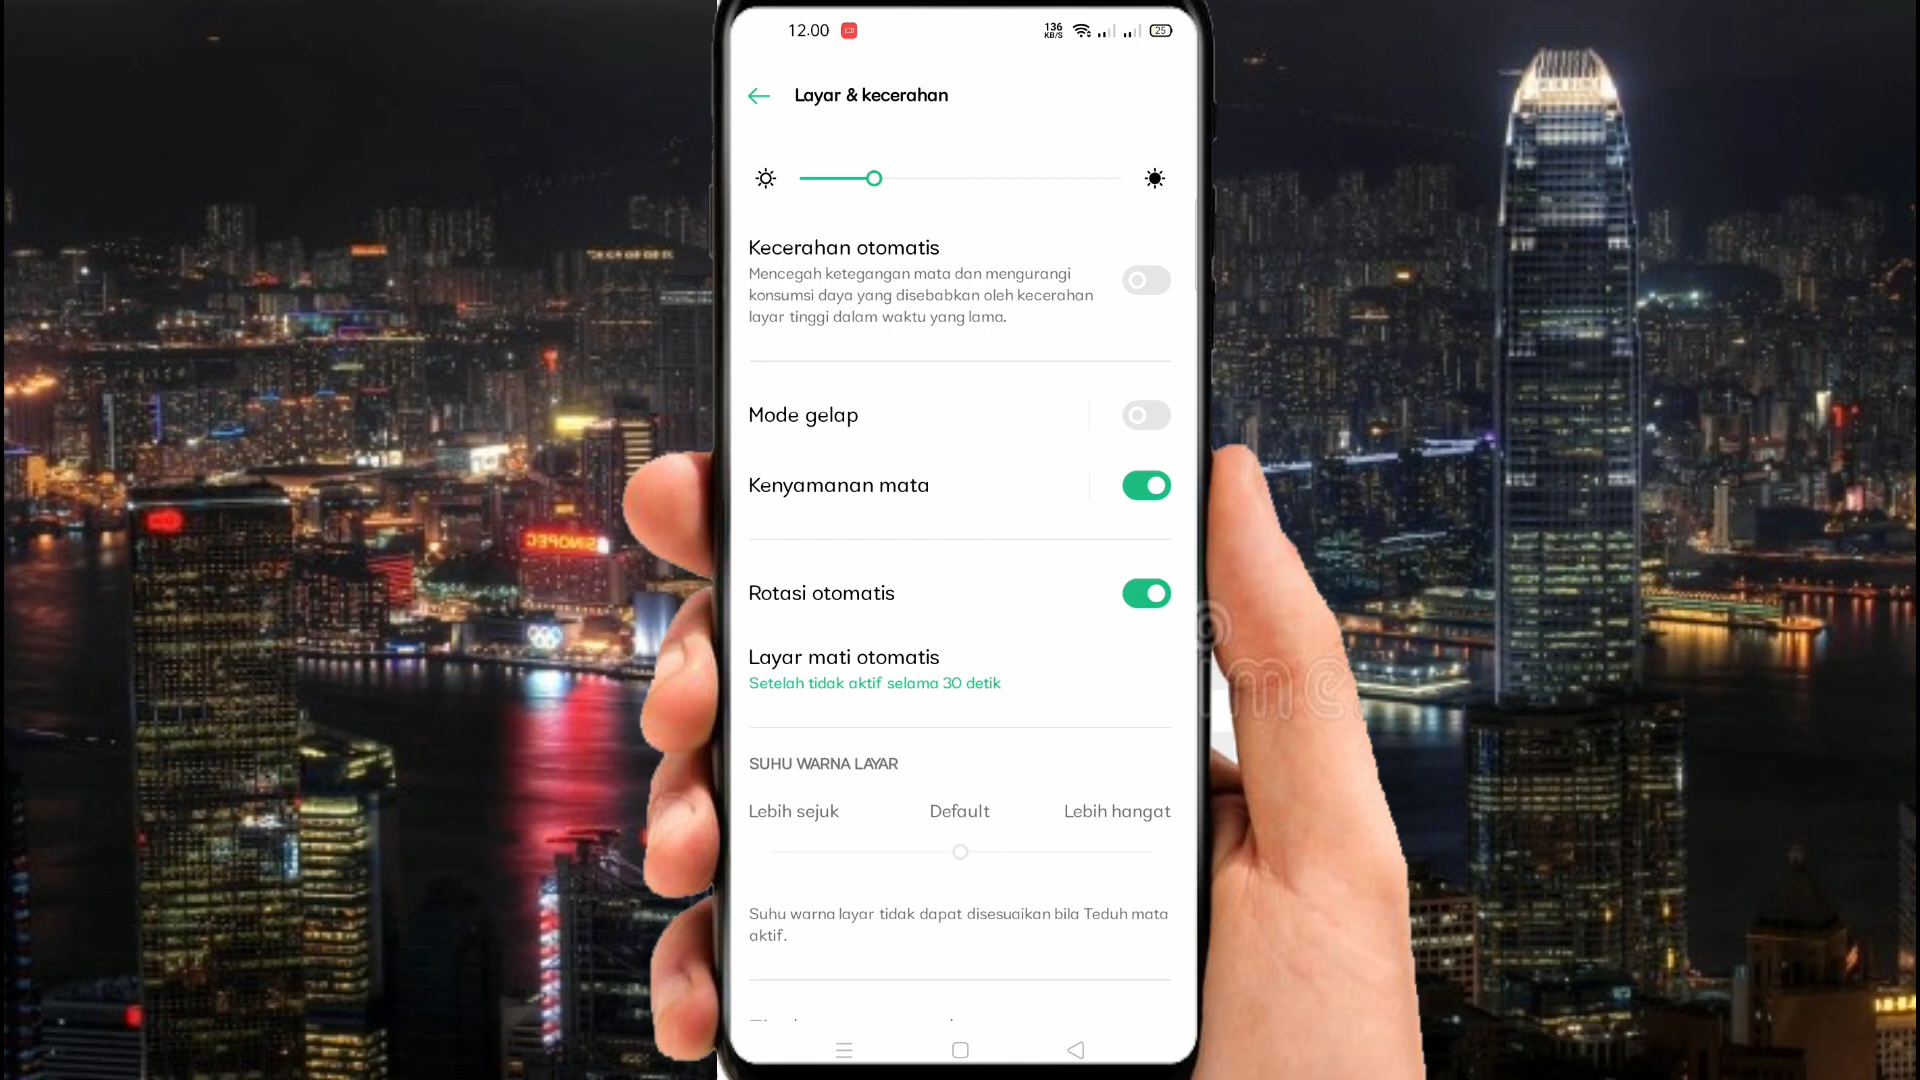 12.00
136
KB/S
25
Layar & kecerahan
Kecerahan otomatis
Mencegah ketegangan mata dan mengurangi
konsumsi daya yang disebabkan oleh kecerahan
layar tinggi dalam waktu yang lama.
Mode gelap
Kenyamanan mata
Rotasi otomatis
Layar mati otomatis
Setelah tidak aktif selama 30 detik
SUHU WARNA LAYAR
Lebih sejuk
Default
Lebih hangat
Suhu warna layar tidak dapat disesuaikan bila Teduh mata
aktif.
SINOPEC